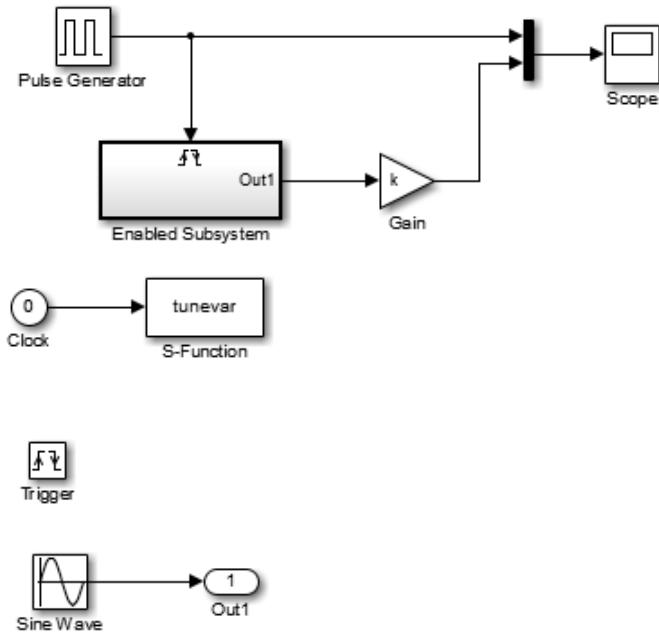 Pulse Generator
Scope
Out1
Enabled Subsystem
k
Gain
0
Clock
tunevar
S-Function
Trigger
Sine Wave
1
Out1